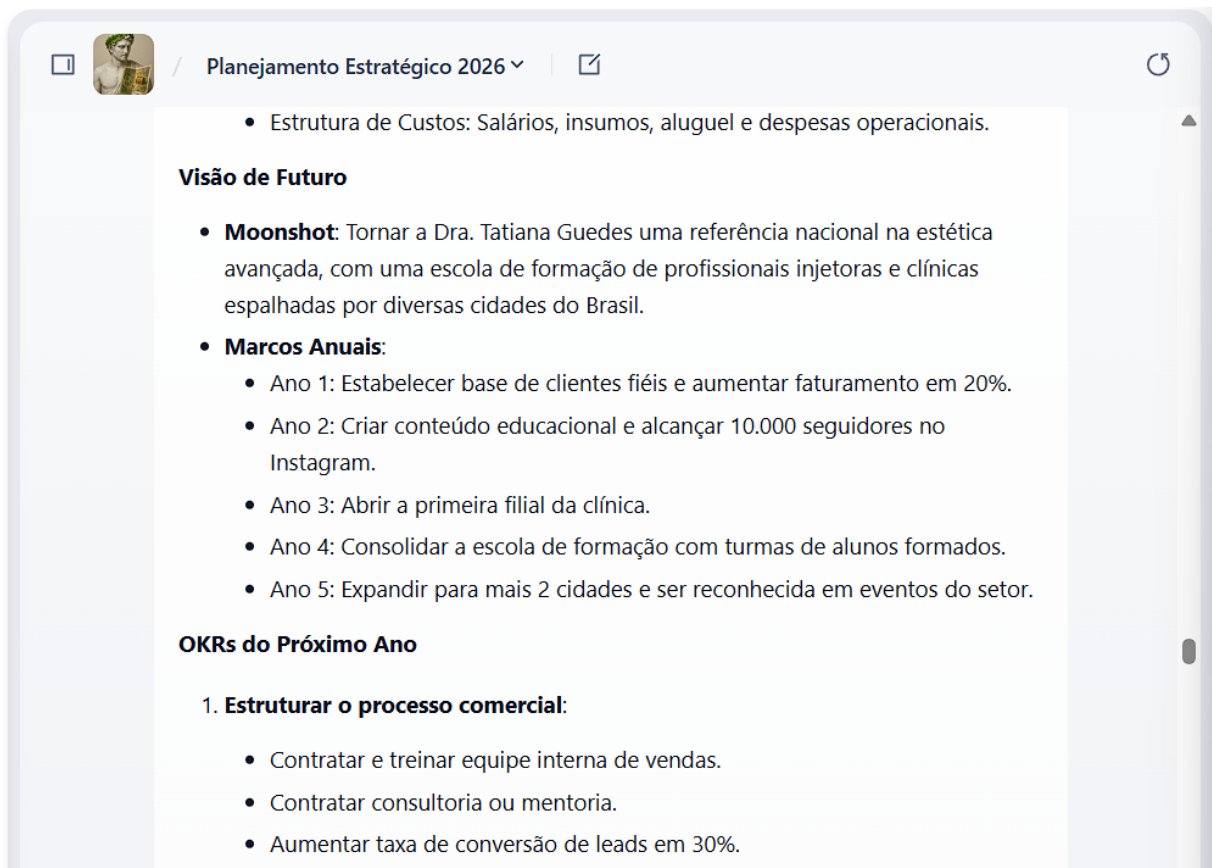 Planejamento Estratégico 2026
• Estrutura de Custos: Salários, insumos, aluguel e despesas operacionais.
Visão de Futuro
• Moonshot: Tornar a Dra. Tatiana Guedes uma referência nacional na estética
avançada, com uma escola de formação de profissionais injetoras e clínicas
espalhadas por diversas cidades do Brasil.
• Marcos Anuais:
• Ano 1: Estabelecer base de clientes fiéis e aumentar faturamento em 20%.
• Ano 2: Criar conteúdo educacional e alcançar 10.000 seguidores no
Instagram.
• Ano 3: Abrir a primeira filial da clínica.
• Ano 4: Consolidar a escola de formação com turmas de alunos formados.
• Ano 5: Expandir para mais 2 cidades e ser reconhecida em eventos do setor.
OKRs do Próximo Ano
1. Estruturar o processo comercial:
• Contratar e treinar equipe interna de vendas.
• Contratar consultoria ou mentoria.
• Aumentar taxa de conversão de leads em 30%.